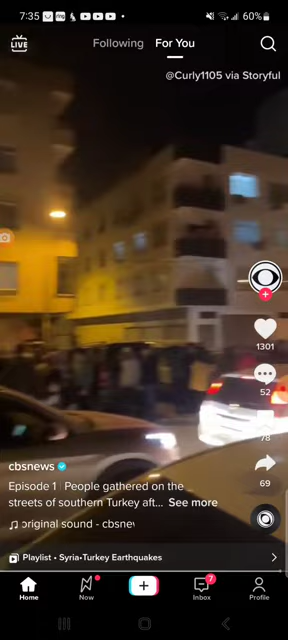 7:35
ring
60%
LIVE
Following For You
@Curly1105 via Storyful
1301
52
78
69
cbsnews
Episode 1 People gathered on the
streets of southern Turkey aft... See more
original sound - cbsne
Playlist • Syria•Turkey Earthquakes
7
Home
Now
Inbox
Profile